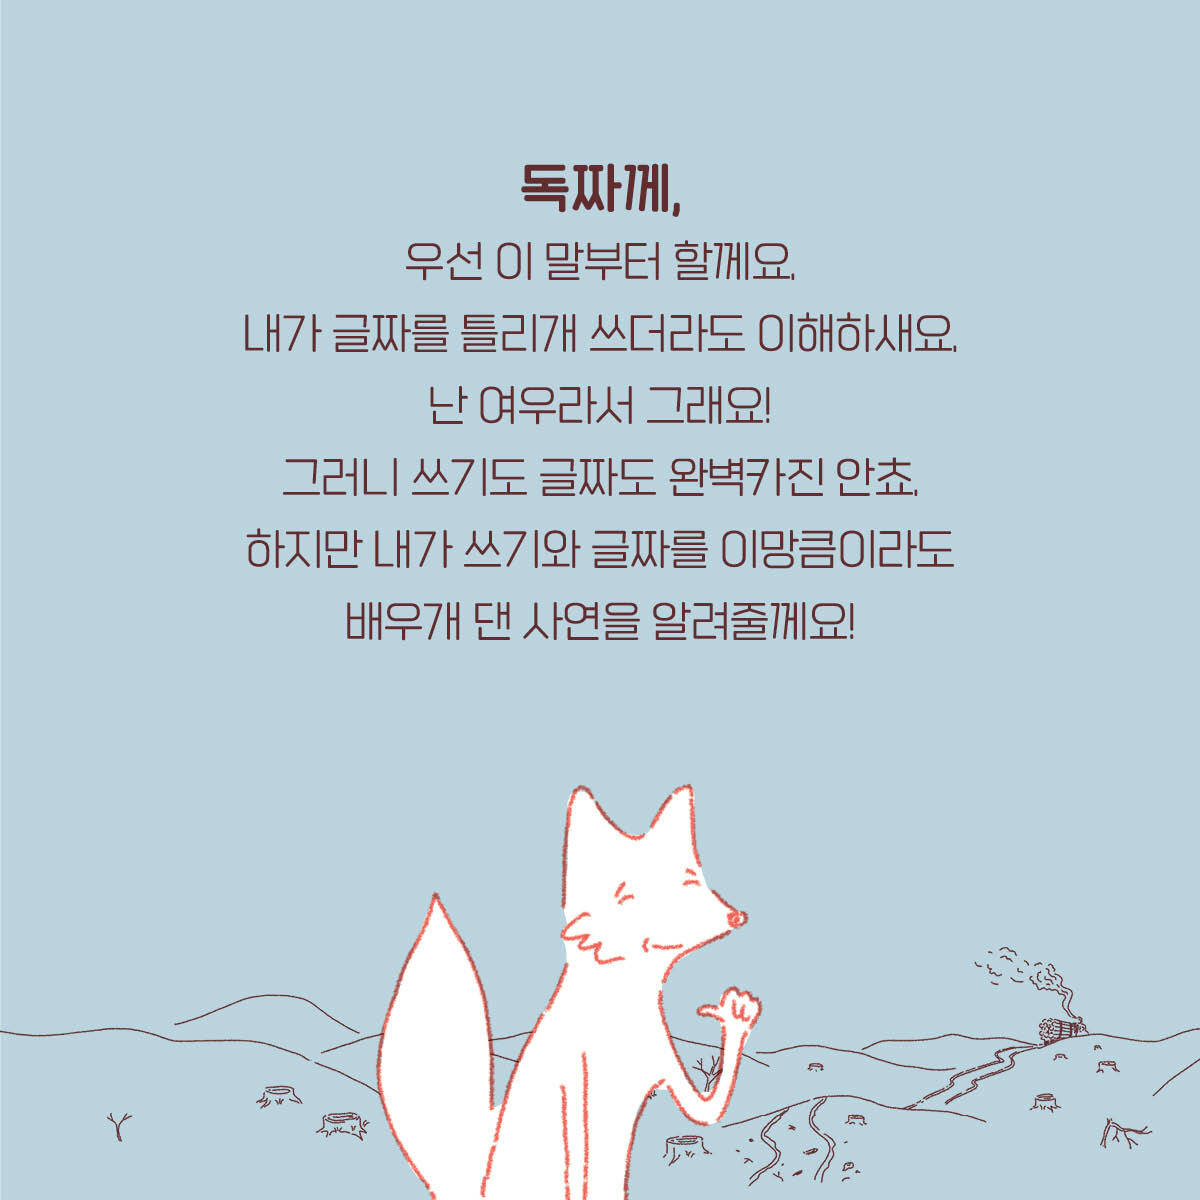 독짜께,
우선 이 말부터 할께요.
내가 글짜를 틀리개 쓰더라도 이해하새요.
난 여우라서 그래요!
그러니 쓰기도 글짜도 완벽카진 안쵸.
하지만 내가 쓰기와 글짜를 이망큼이라도
배우개 댄 사연을 알려줄께요!